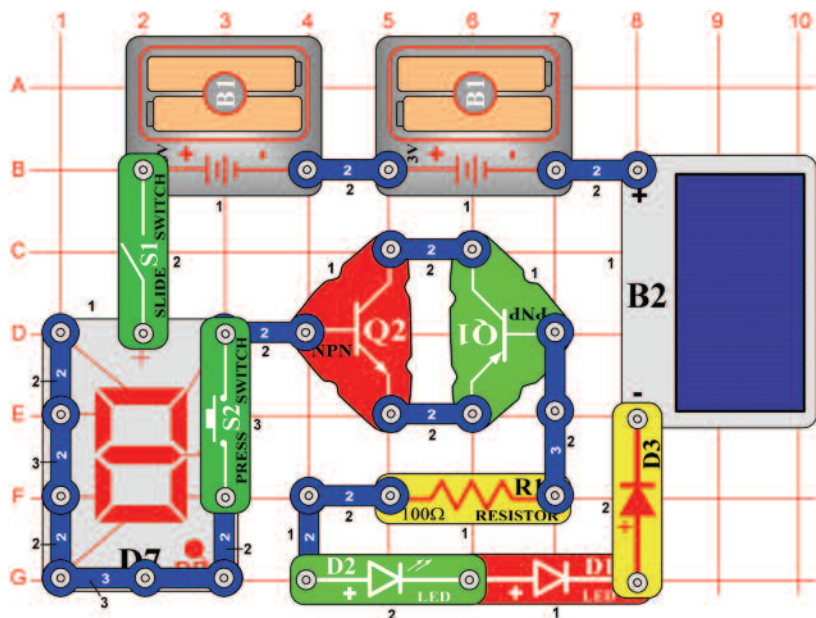 1 2 3 4 5 6 7 8 9 10
A
B1 B1
+ - + -
3V
B 2 2 +
2 1 1 2
C 2
SLIDE SWITCH
S1
2
1 2 1
1
B2
D 2
2
NPN Q2 Q1 PNP
2
PRESS SWITCH
S2
3
E 2 -
2
2
3
D3
+
2
F 2
2
R1
100Ω RESISTOR
1
2 2
1 2
D7
DP
G 3
3
D2 + LED
D1 + LED
2 1